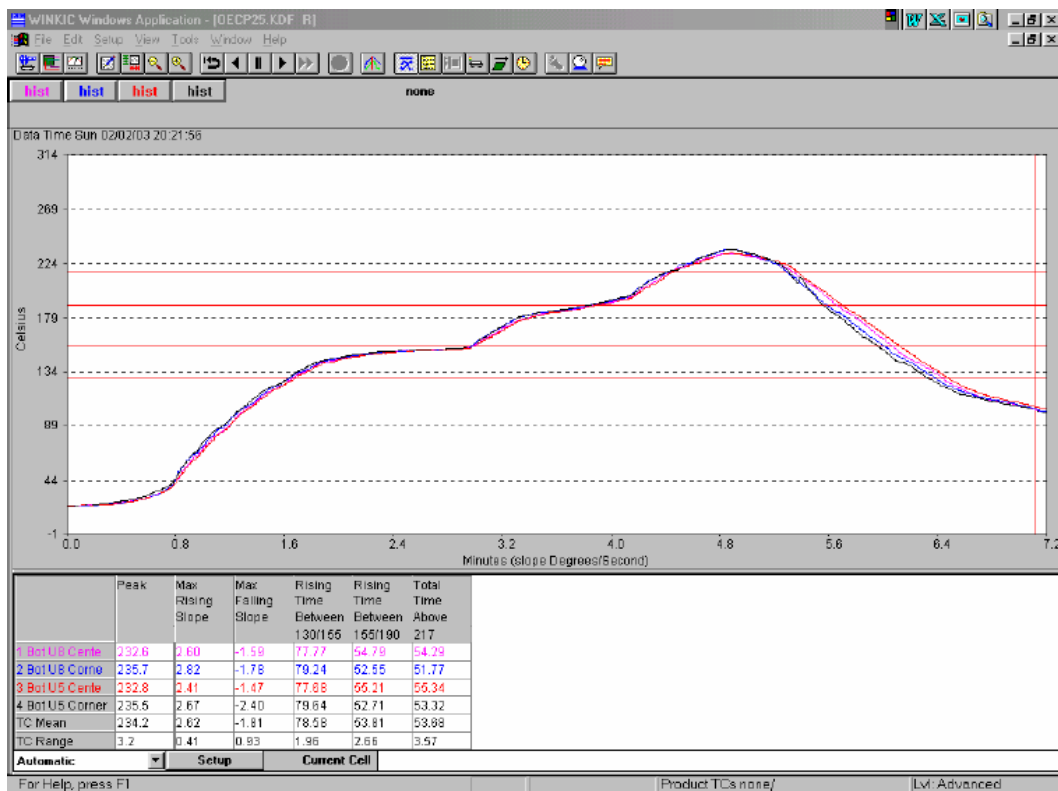 WINKIC Windows Application - [OECP25.KDF R]
File Edit Setup View Tools Window Help
hist hist hist hist none
Data Time Sun 02/02/03 20:21:56
314
269
224
179
134
89
44
-1
Celsius
0.0 0.8 1.6 2.4 3.2 4.0 4.8 5.6 6.4 7.2
Minutes (slope Degrees/Second)
Peak Max Rising Slope Max Falling Slope Rising Time Between 130/155 Rising Time Between 155/190 Total Time Above 217
1 Bot U8 Cente 232.6 2.60 -1.59 77.77 54.79 54.29
2 Bot U8 Corne 235.7 2.82 -1.78 79.24 52.55 51.77
3 Bot U5 Cente 232.8 2.41 -1.47 77.68 55.21 55.34
4 Bot U5 Corner 235.5 2.67 -2.40 79.64 52.71 53.32
TC Mean 234.2 2.62 -1.81 78.58 53.81 53.68
TC Range 3.2 0.41 0.93 1.96 2.66 3.57
Automatic Setup Current Cell
For Help, press F1 Product TCs none/ Lvl: Advanced